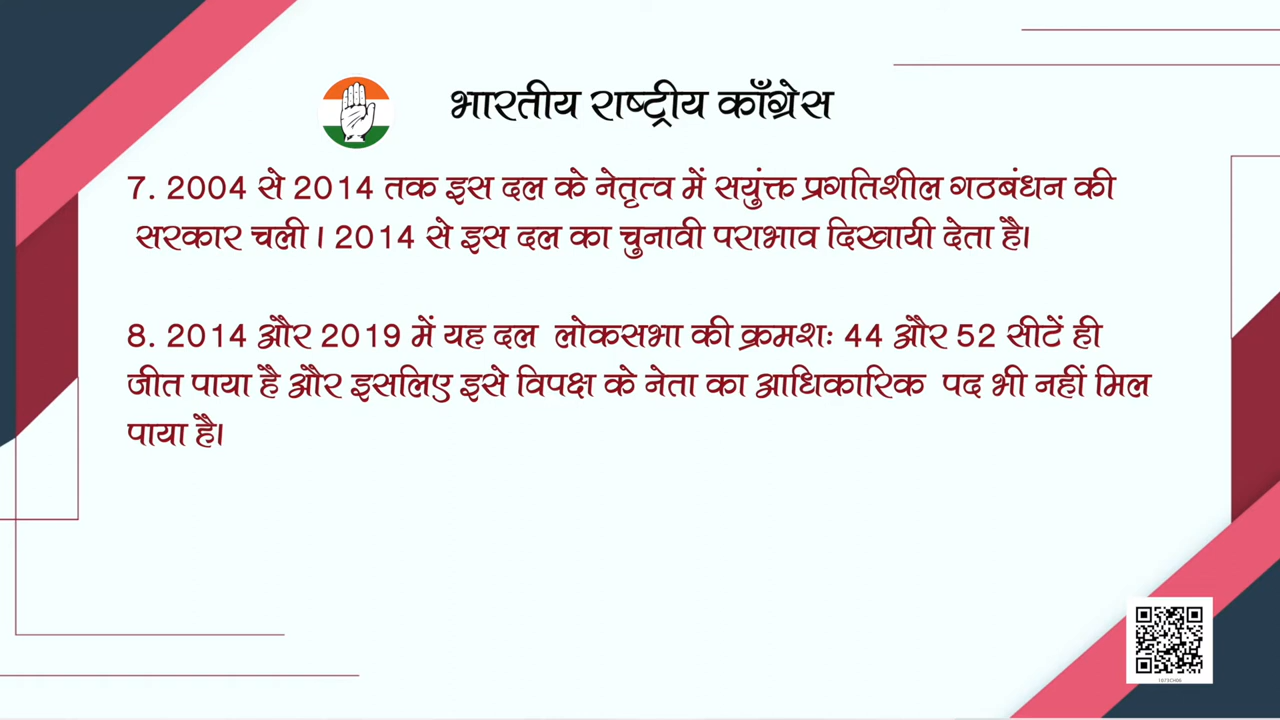 भारतीय राष्ट्रीय काँग्रेस
7. 2004 से 2014 तक इस दल के नेतृत्व में सयुंक्त प्रगतिशील गठबंधन की
सरकार चली । 2014 से इस दल का चुनावी पराभाव दिखायी देता है।
8. 2014 और 2019 में यह दल लोकसभा की क्रमशः 44 और 52 सीटें ही
जीत पाया है और इसलिए इसे विपक्ष के नेता का आधिकारिक पद भी नहीं मिल
पाया है।
1073CH06